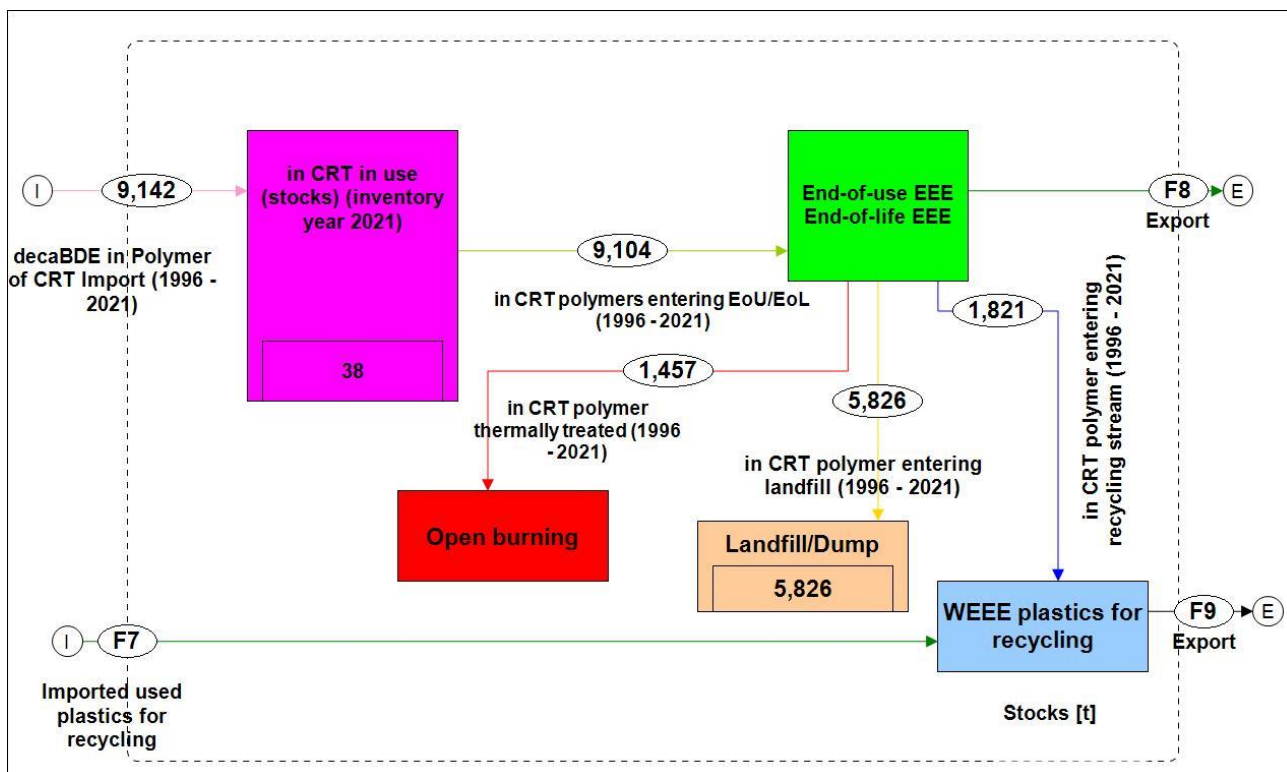 I
9,142
decaBDE in Polymer
of CRT Import (1996 -
2021)
in CRT in use
(stocks) (inventory
year 2021)
38
9,104
in CRT polymers entering EoU/EoL
(1996 - 2021)
End-of-use EEE
End-of-life EEE
F8
E
Export
1,821
in CRT polymer entering
recycling stream (1996 - 2021)
1,457
in CRT polymer
thermally treated (1996
- 2021)
5,826
in CRT polymer entering
landfill (1996 - 2021)
Open burning
Landfill/Dump
5,826
WEEE plastics for
recycling
F9
E
Export
I
F7
Imported used
plastics for
recycling
Stocks [t]